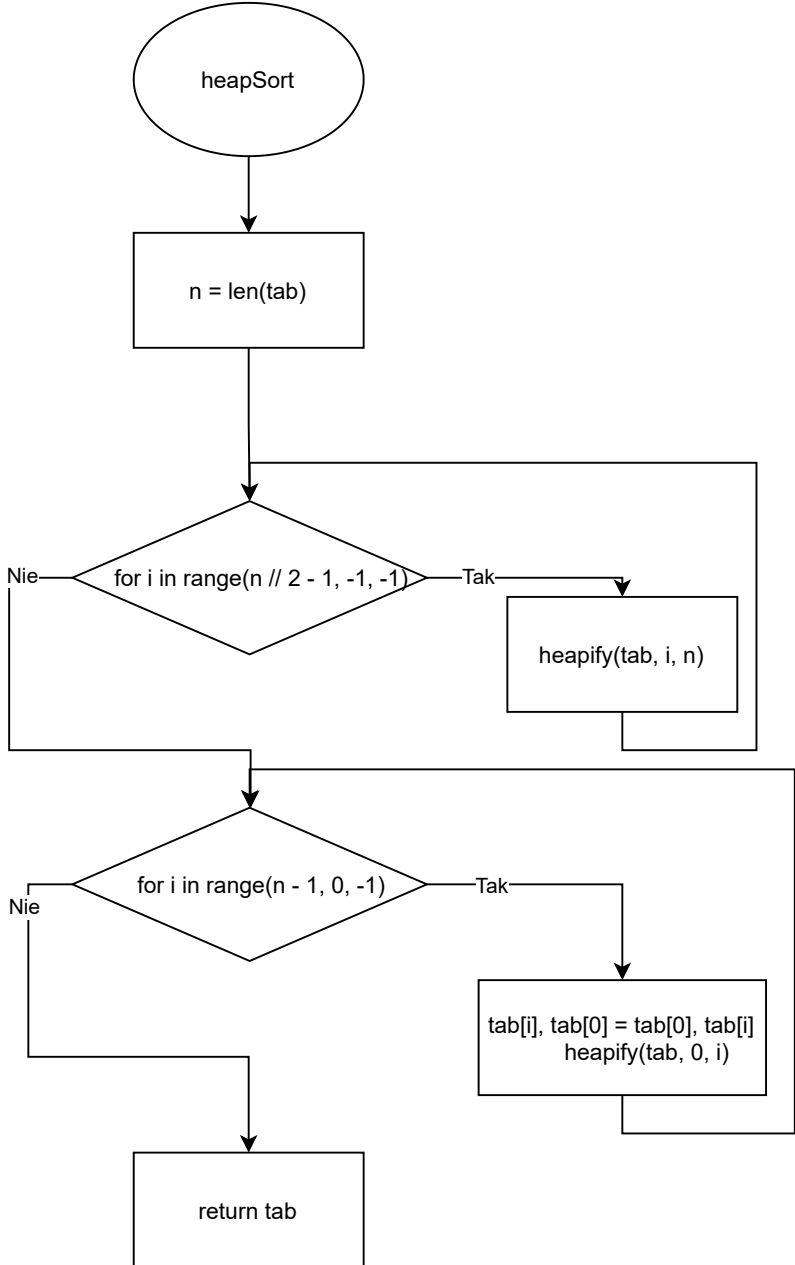 heapSort
n = len(tab)
for i in range(n // 2 - 1, -1, -1)
Nie
Tak
heapify(tab, i, n)
for i in range(n - 1, 0, -1)
Nie
Tak
tab[i], tab[0] = tab[0], tab[i]
heapify(tab, 0, i)
return tab